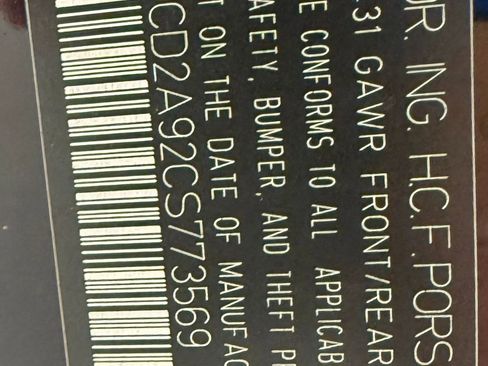 OR. ING. H.C.F. PORS
.31 GAWR FRONT/REAR
E CONFORMS TO ALL APPLICAB
AFETY, BUMPER, AND THEFT P
T ON THE DATE OF MANUFAC
CD2A92CS773569